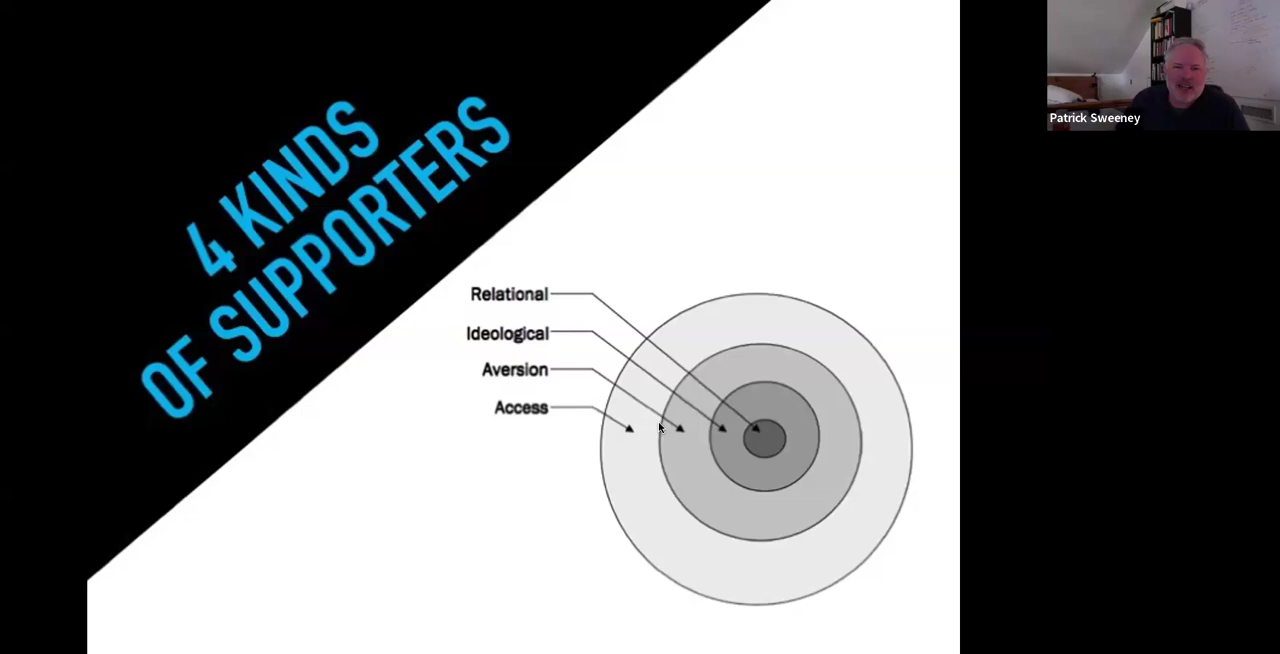 4 KINDS
OF SUPPORTERS
Relational
Ideological
Aversion
Access
Patrick Sweeney